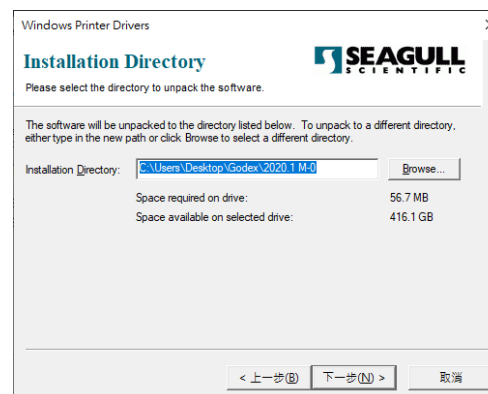 Windows Printer Drivers
Installation Directory
SEAGULL
SCIENTIFIC
Please select the directory to unpack the software.
The software will be unpacked to the directory listed below. To unpack to a different directory,
either type in the new path or click Browse to select a different directory.
Installation Directory: C:\Users\Desktop\Godex\2020.1 M-0 Browse...
Space required on drive: 56.7 MB
Space available on selected drive: 416.1 GB
< 上一步(B) 下一步(N) > 取消